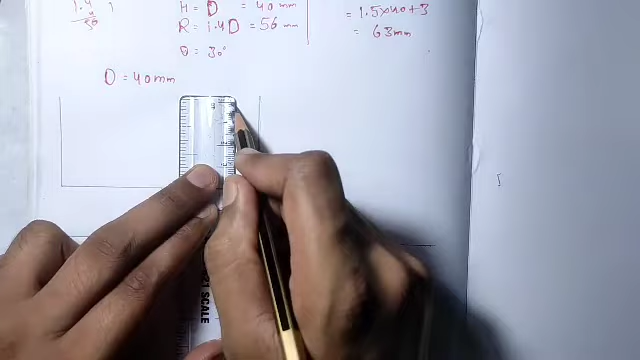 H = D = 40 mm
R = 1.4D = 56 mm
θ = 30°
= 1.5×40+3
= 63mm
D = 40mm
SCALE